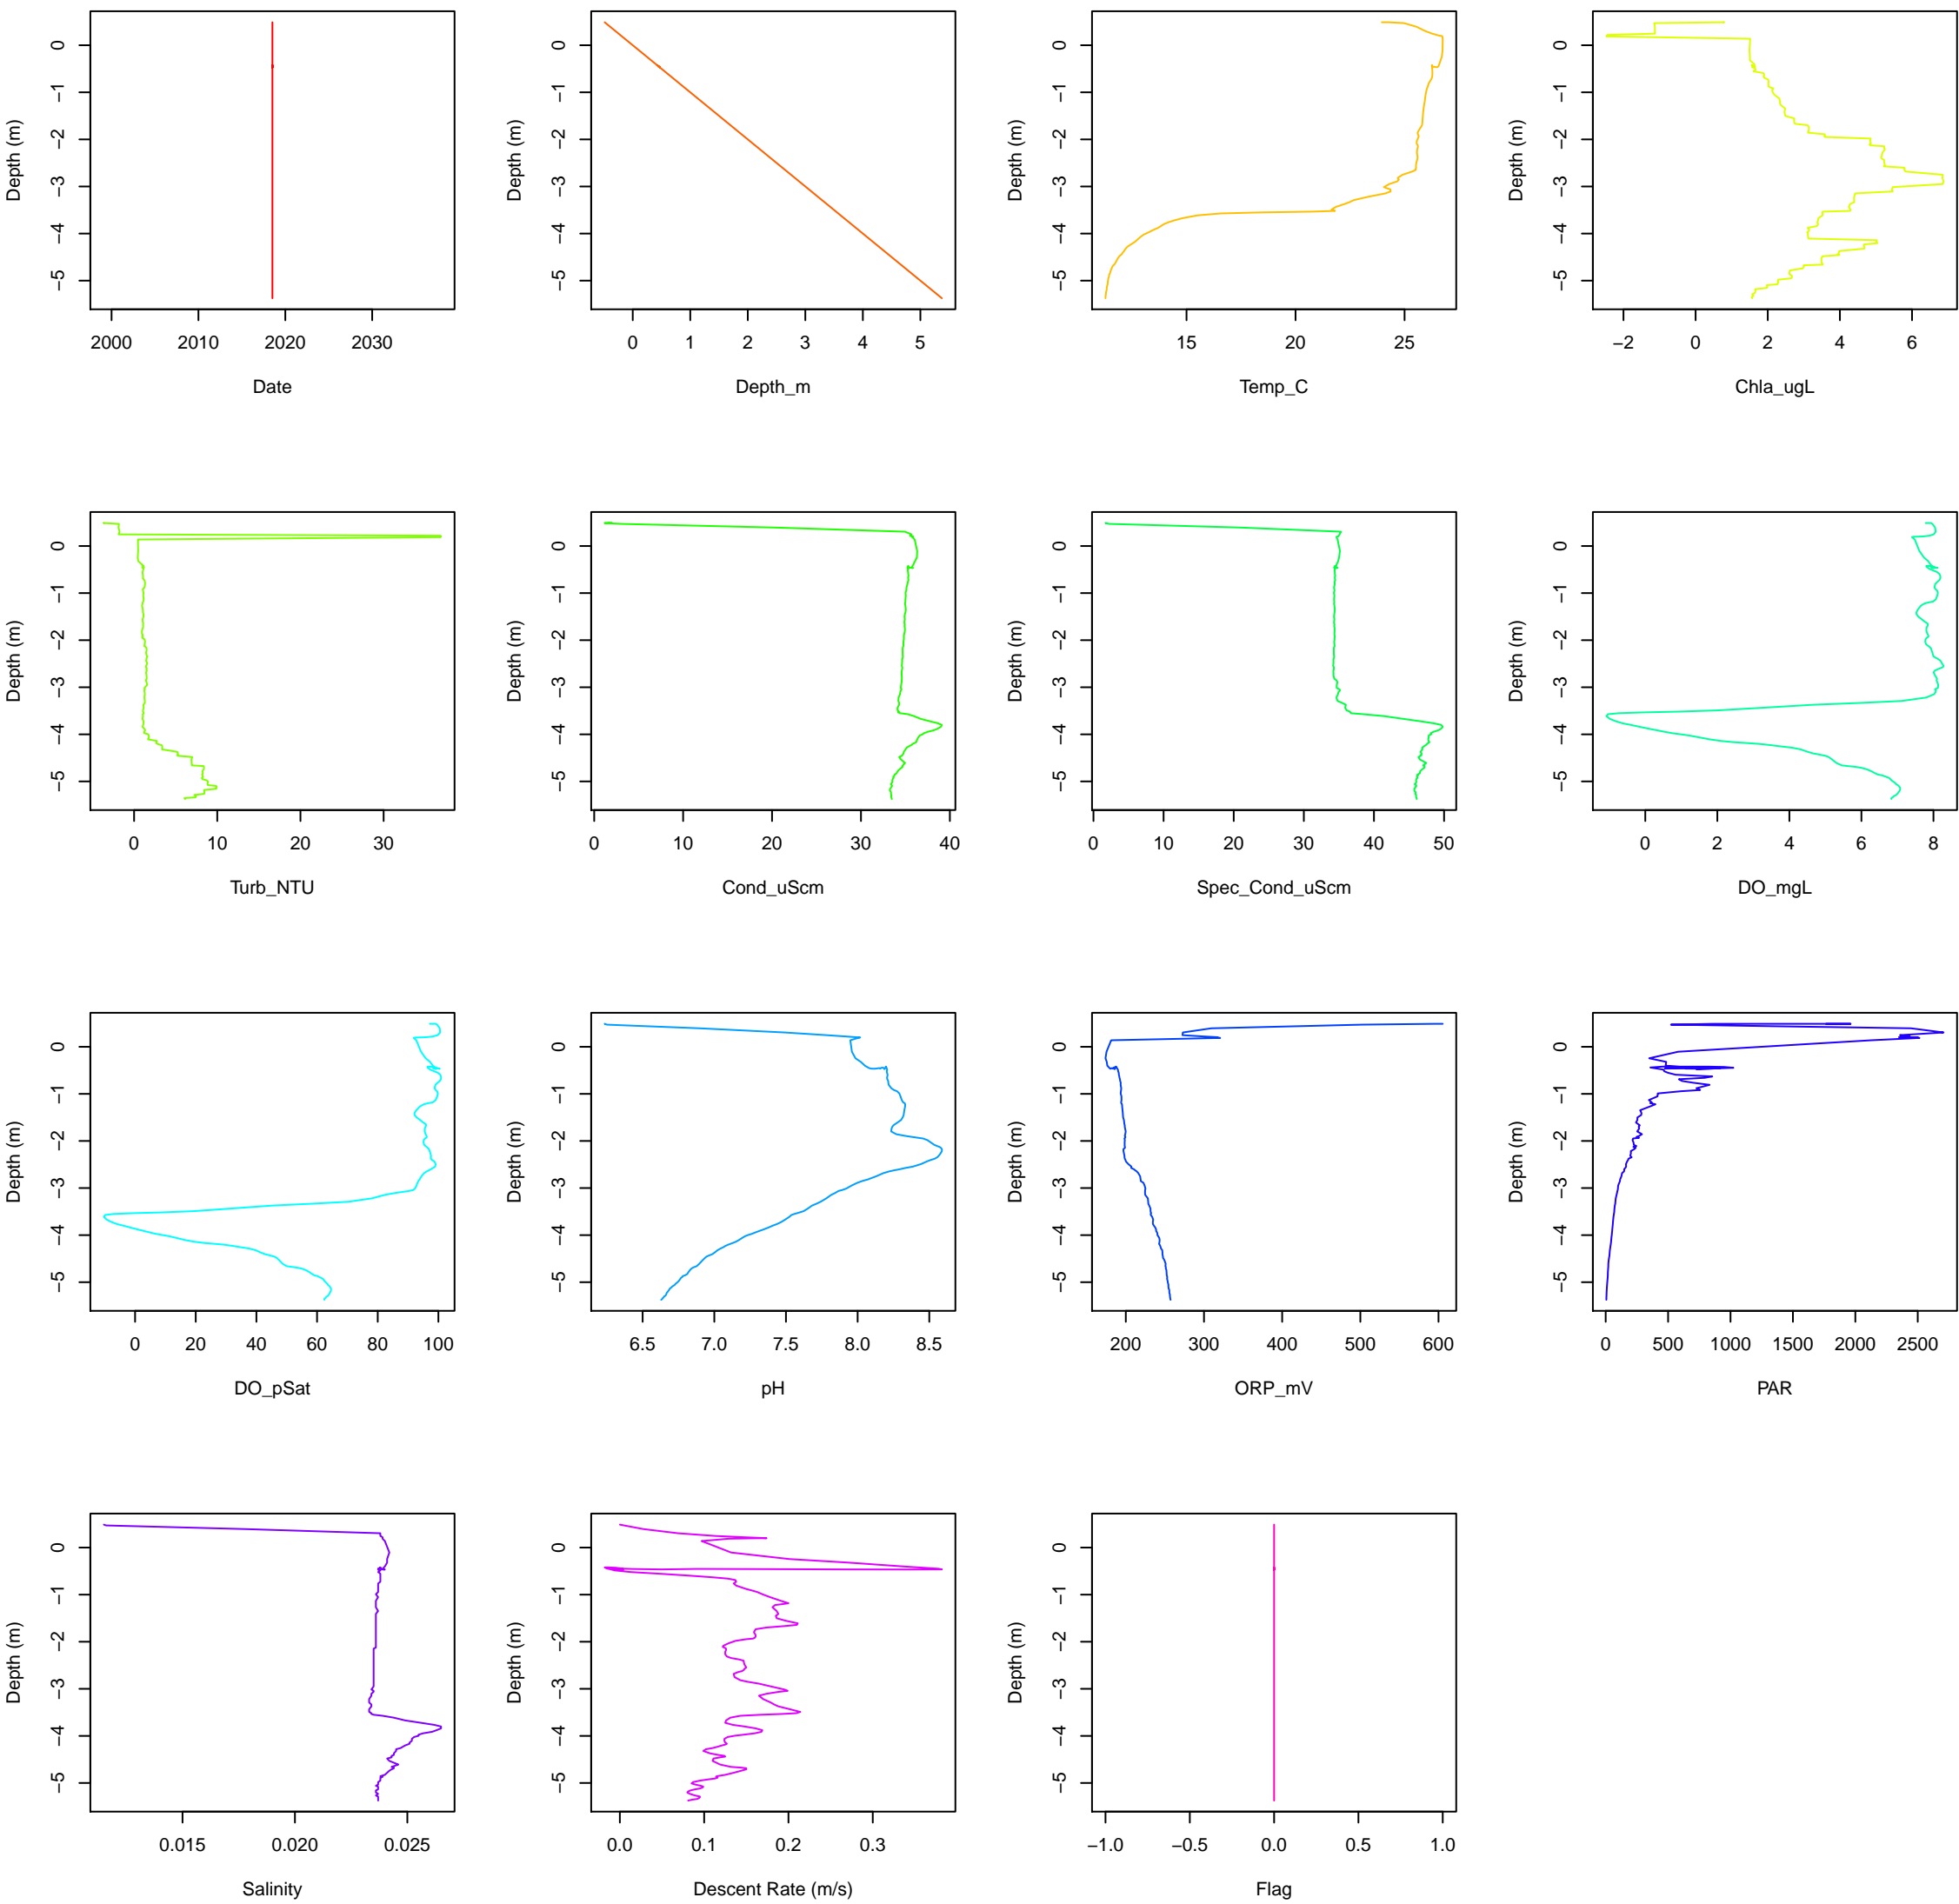 0 −1 −2 −3 −4 −5
Depth (m)
2000 2010 2020 2030
Date
0 −1 −2 −3 −4 −5
Depth (m)
0 1 2 3 4 5
Depth_m
0 −1 −2 −3 −4 −5
Depth (m)
15 20 25
Temp_C
0 −1 −2 −3 −4 −5
Depth (m)
−2 0 2 4 6
Chla_ugL
0 −1 −2 −3 −4 −5
Depth (m)
0 10 20 30
Turb_NTU
0 −1 −2 −3 −4 −5
Depth (m)
0 10 20 30 40
Cond_uScm
0 −1 −2 −3 −4 −5
Depth (m)
0 10 20 30 40 50
Spec_Cond_uScm
0 −1 −2 −3 −4 −5
Depth (m)
0 2 4 6 8
DO_mgL
0 −1 −2 −3 −4 −5
Depth (m)
0 20 40 60 80 100
DO_pSat
0 −1 −2 −3 −4 −5
Depth (m)
6.5 7.0 7.5 8.0 8.5
pH
0 −1 −2 −3 −4 −5
Depth (m)
200 300 400 500 600
ORP_mV
0 −1 −2 −3 −4 −5
Depth (m)
0 500 1000 1500 2000 2500
PAR
0 −1 −2 −3 −4 −5
Depth (m)
0.015 0.020 0.025
Salinity
0 −1 −2 −3 −4 −5
Depth (m)
0.0 0.1 0.2 0.3
Descent Rate (m/s)
0 −1 −2 −3 −4 −5
Depth (m)
−1.0 −0.5 0.0 0.5 1.0
Flag